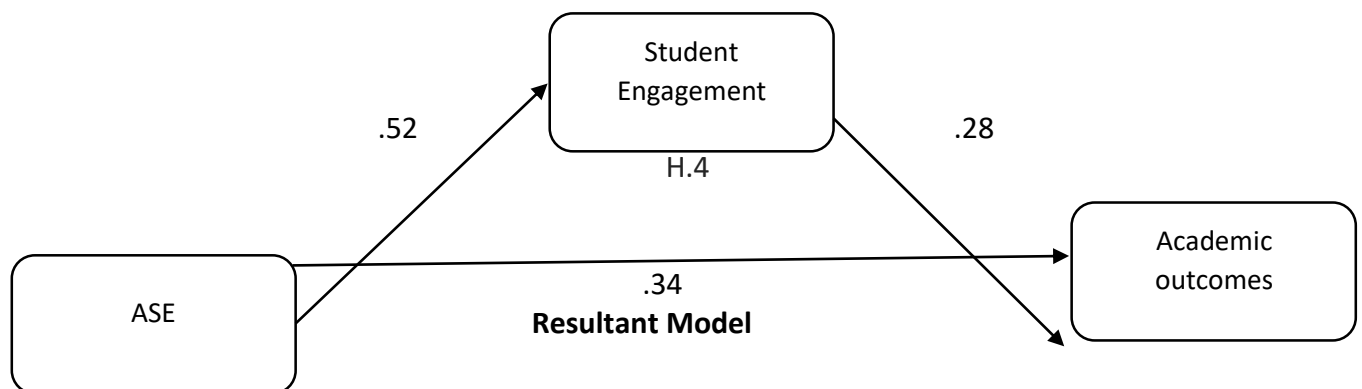 Student
Engagement
.52
.28
H.4
Academic
outcomes
ASE
.34
Resultant Model